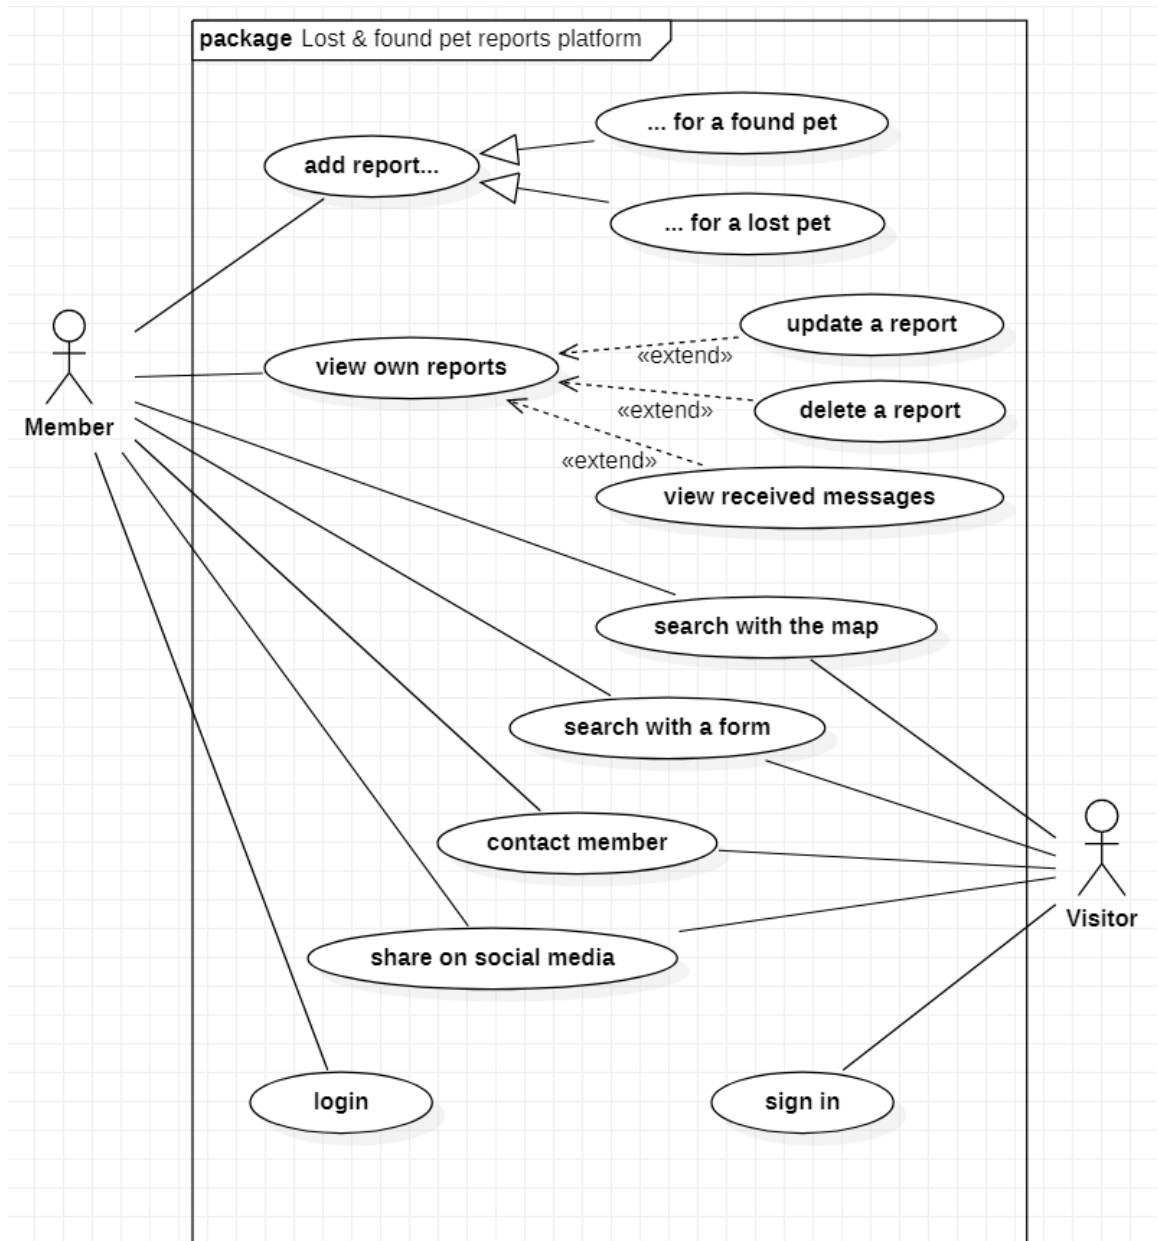 package Lost & found pet reports platform
... for a found pet
add report...
... for a lost pet
update a report
«extend»
view own reports
Member
delete a report
«extend»
«extend»
view received messages
search with the map
search with a form
contact member
Visitor
share on social media
login
sign in